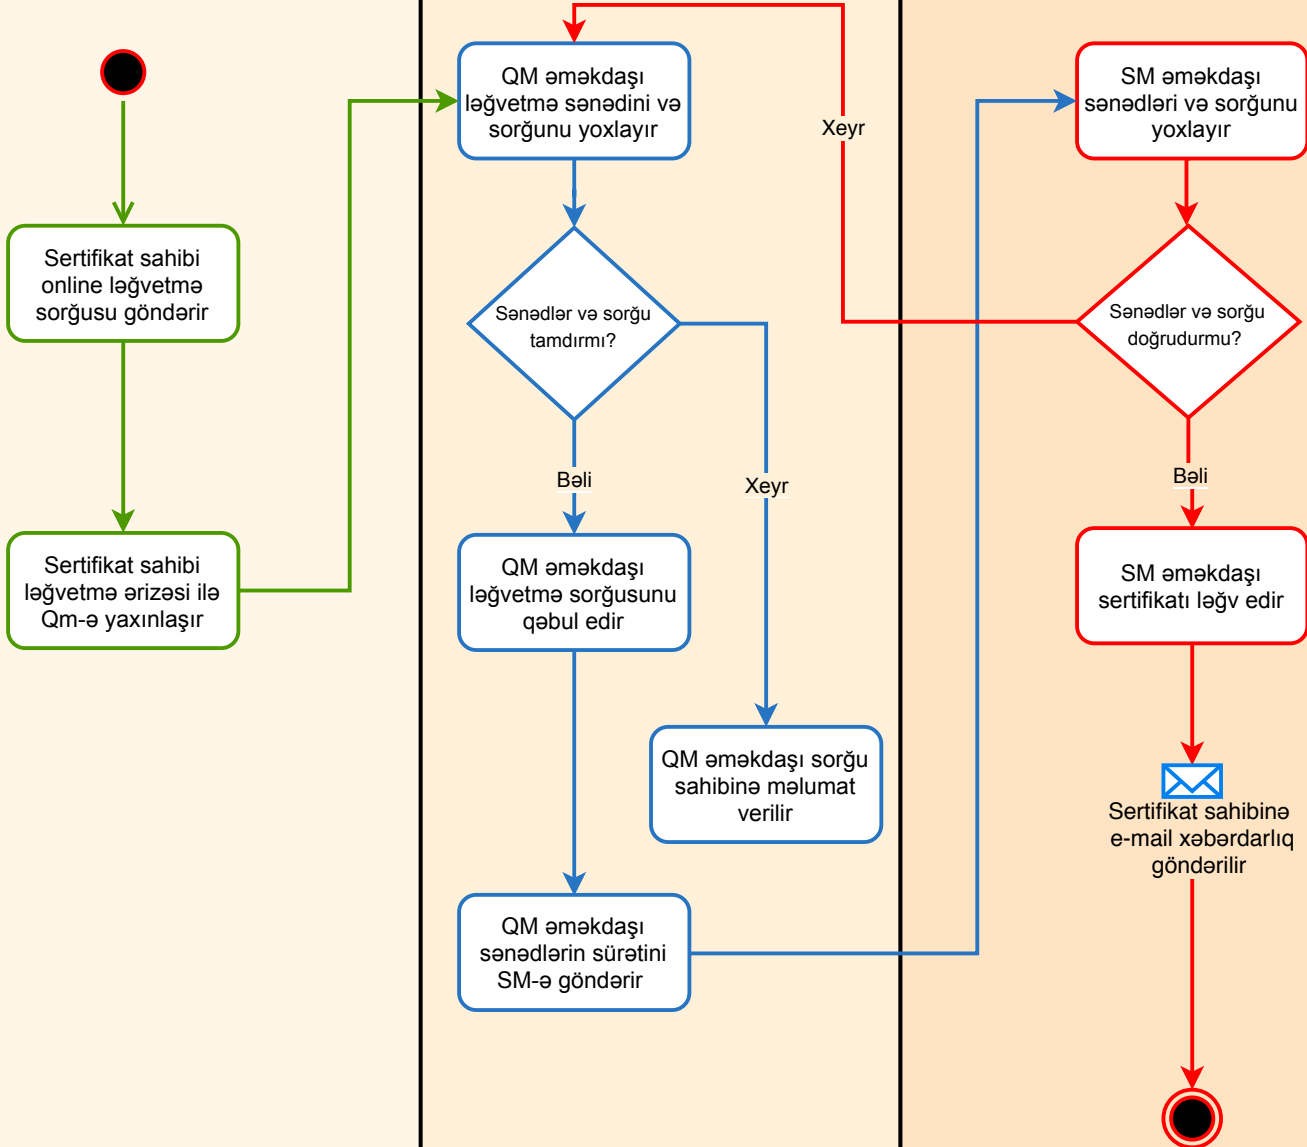 Sertifikat sahibi
online ləğvetmə
sorğusu göndərir
Sertifikat sahibi
ləğvetmə ərizəsi ilə
Qm-ə yaxınlaşır
QM əməkdaşı
ləğvetmə sənədini və
sorğunu yoxlayır
Sənədlər və sorğu
tamdırmı?
Bəli
Xeyr
QM əməkdaşı
ləğvetmə sorğusunu
qəbul edir
QM əməkdaşı sorğu
sahibinə məlumat
verilir
QM əməkdaşı
sənədlərin sürətini
SM-ə göndərir
Xeyr
SM əməkdaşı
sənədləri və sorğunu
yoxlayır
Sənədlər və sorğu
doğrudurmu?
Bəli
SM əməkdaşı
sertifikatı ləğv edir
Sertifikat sahibinə
e-mail xəbərdarlıq
göndərilir